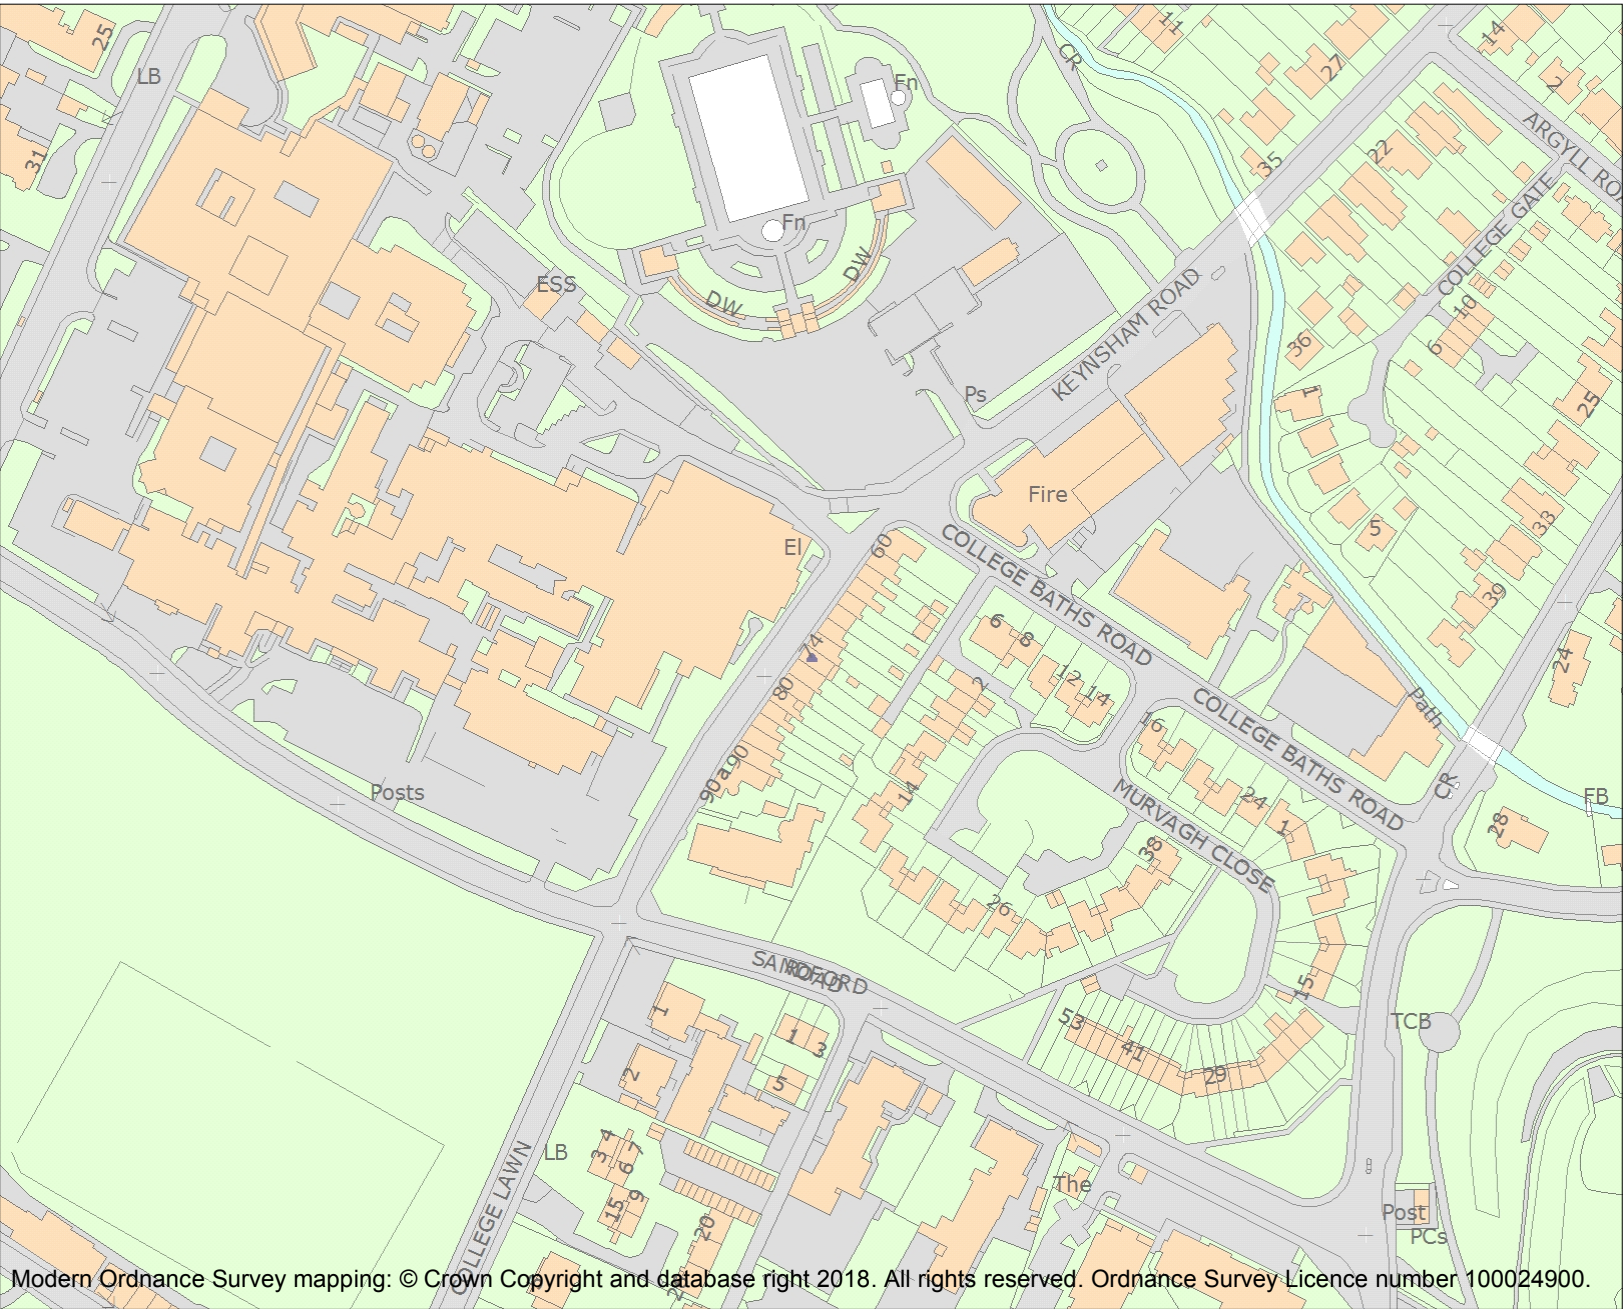 25
LB
31
11
27
14
2
CR
Fn
35
22
ARGYLL ROA
COLLEGE GATE
Fn
DW
DW
ESS
KEYNSHAM ROAD
10
6
36
1
25
Ps
Fire
5
33
39
El
60
COLLEGE BATHS ROAD
74
80
90
90a
6
8
12
14
2
14
16
COLLEGE BATHS ROAD
24
Path
24
CR
FB
28
1
MURVAGH CLOSE
38
26
Posts
SANDFORD
ROAD
15
53
41
29
TCB
1
2
1
3
5
LB
3
4
6
7
9
15
20
COLLEGE LAWN
The
Post
PCs
Modern Ordnance Survey mapping: © Crown Copyright and database right 2018. All rights reserved. Ordnance Survey Licence number 100024900.